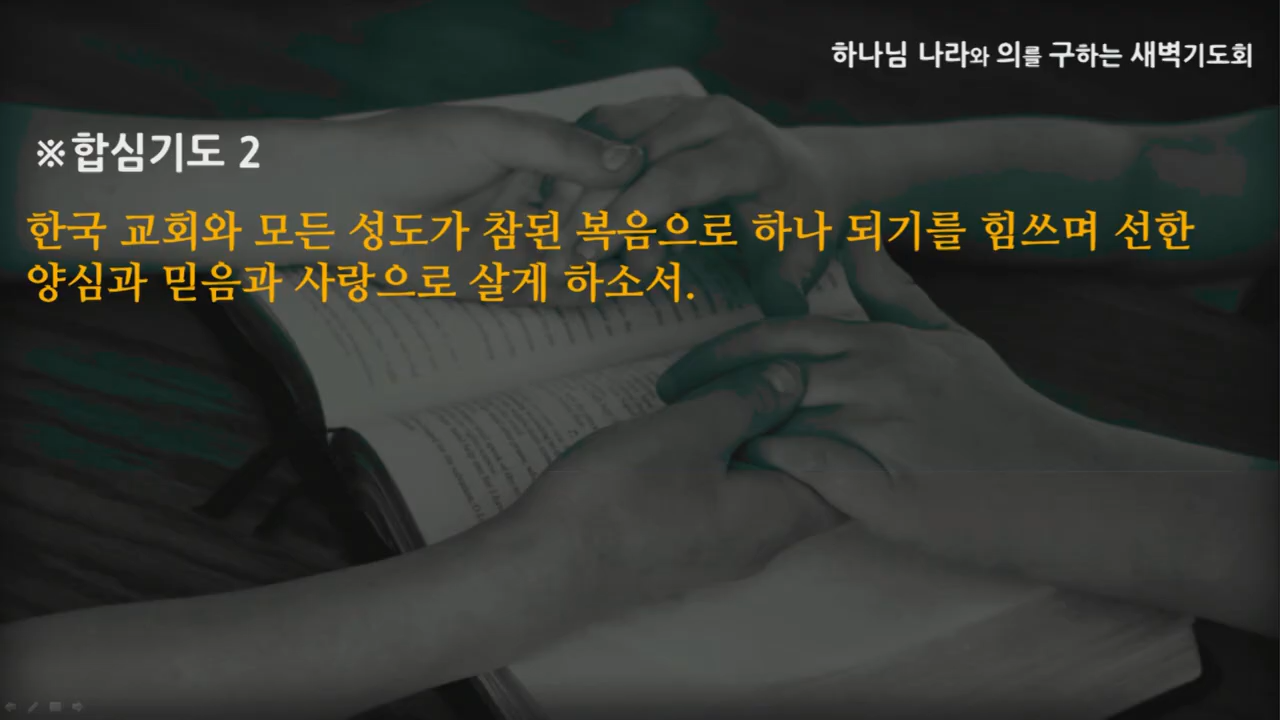 하나님 나라와 의를 구하는 새벽기도회
※합심기도 2
한국 교회와 모든 성도가 참된 복음으로 하나 되기를 힘쓰며 선한
양심과 믿음과 사랑으로 살게 하소서.